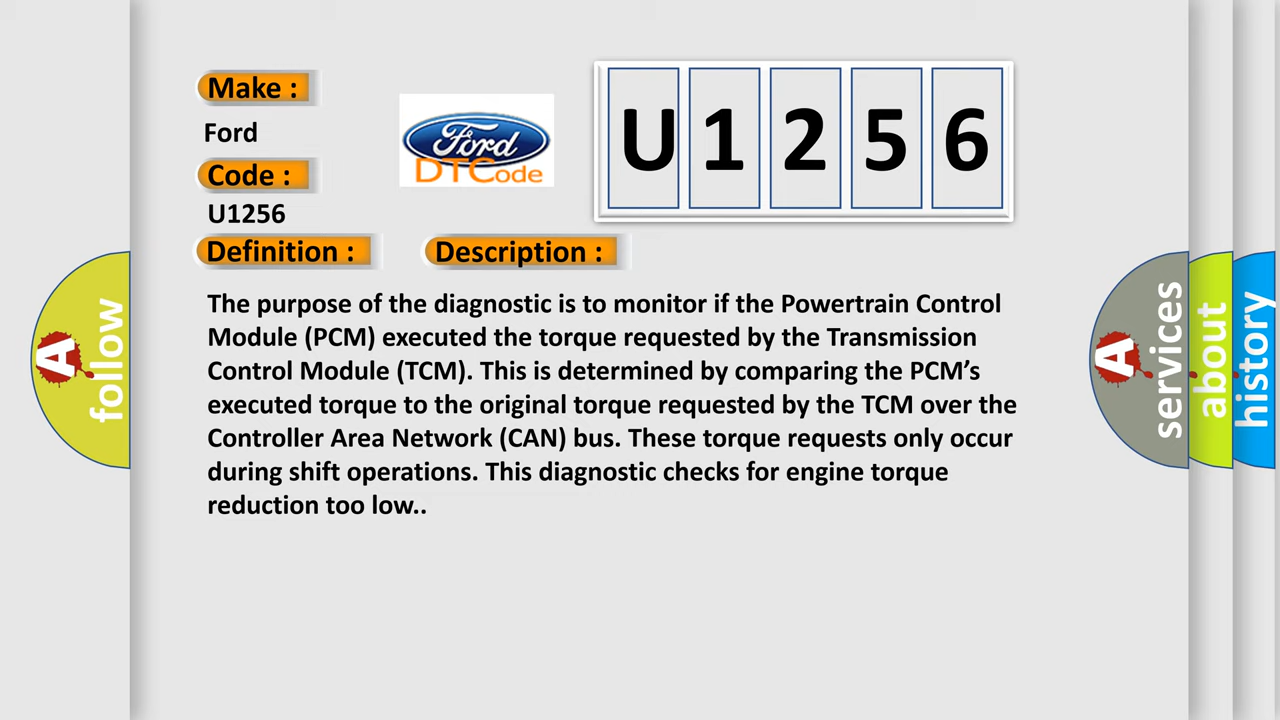 Make :
Ford
Code :
U1256
Ford
DTCode
U1256
Definition :
Description :
The purpose of the diagnostic is to monitor if the Powertrain Control
Module (PCM) executed the torque requested by the Transmission
Control Module (TCM). This is determined by comparing the PCM’s
executed torque to the original torque requested by the TCM over the
Controller Area Network (CAN) bus. These torque requests only occur
during shift operations. This diagnostic checks for engine torque
reduction too low..
A follow
A services
about
history